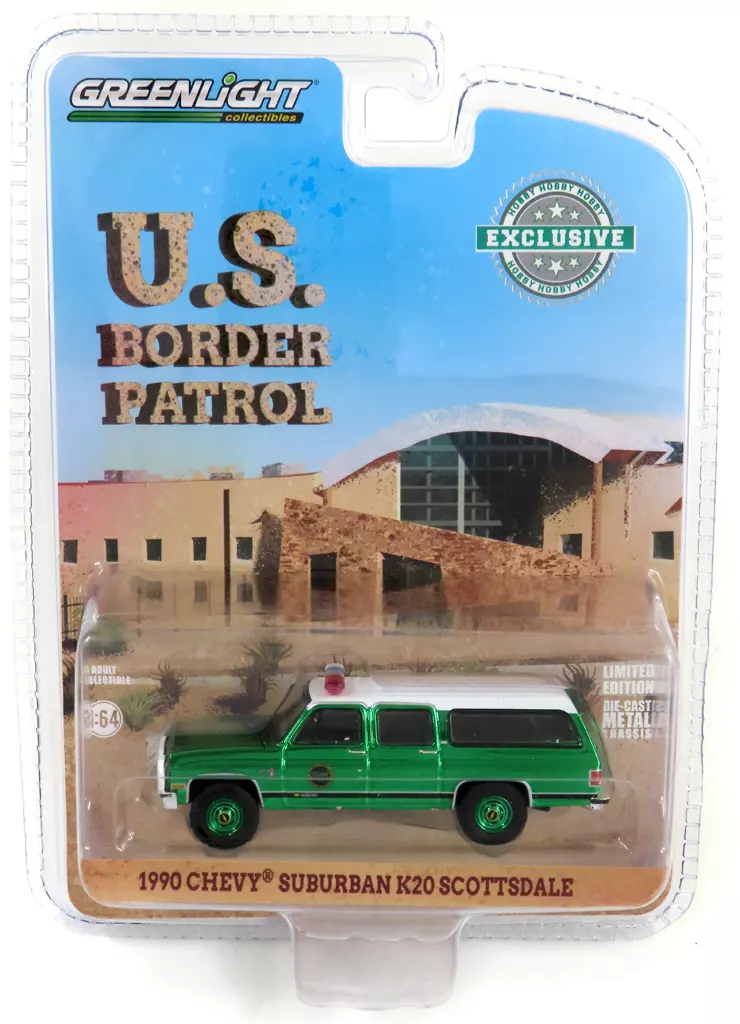 GREENLIGHT®
collectibles
HOBBY HOBBY HOBBY
EXCLUSIVE
HOBBY HOBBY HOBBY
U.S.
BORDER
PATROL
ADULT
COLLECTIBLE
1:64
LIMITED
EDITION
DIE-CAST
METAL
CHASSIS
1990 CHEVY® SUBURBAN K20 SCOTTSDALE